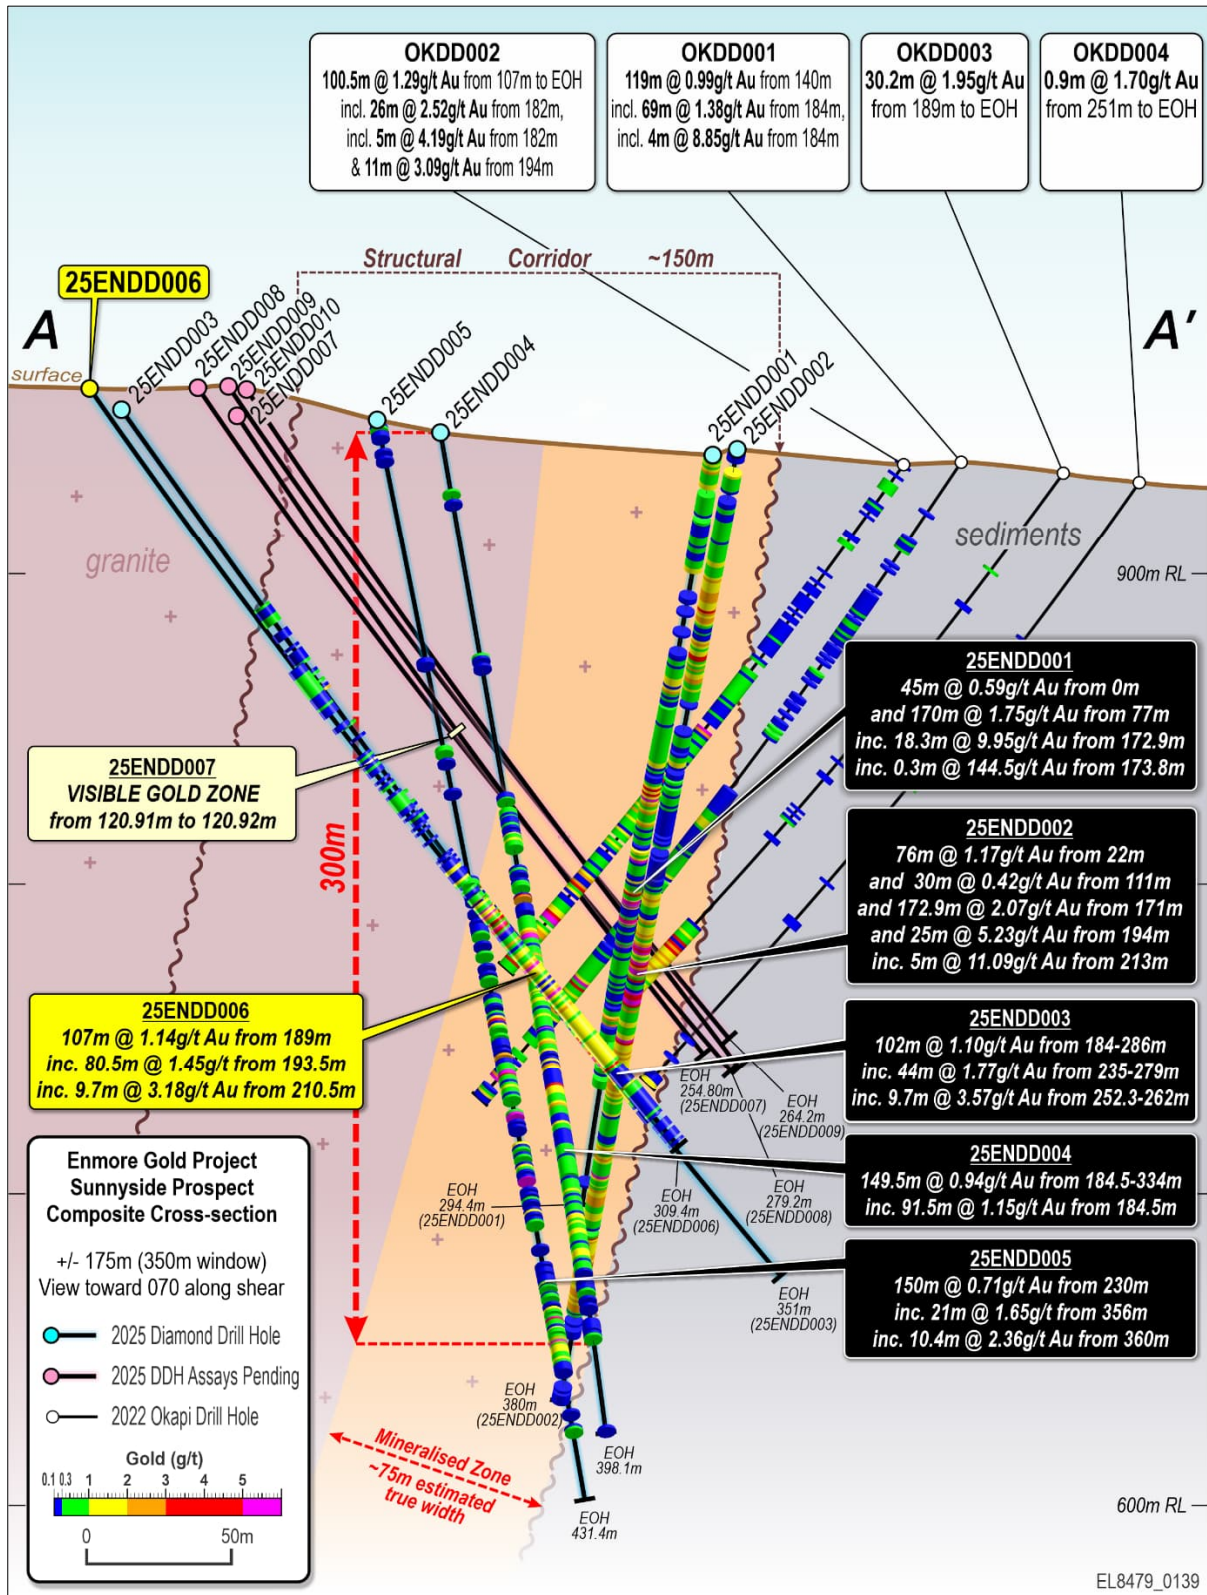 OKDD002
100.5m @ 1.29g/t Au from 107m to EOH
incl. 26m @ 2.52g/t Au from 182m,
incl. 5m @ 4.19g/t Au from 182m
& 11m @ 3.09g/t Au from 194m
OKDD001
119m @ 0.99g/t Au from 140m
incl. 69m @ 1.38g/t Au from 184m,
incl. 4m @ 8.85g/t Au from 184m
OKDD003
30.2m @ 1.95g/t Au
from 189m to EOH
OKDD004
0.9m @ 1.70g/t Au
from 251m to EOH
Structural Corridor ~150m
25ENDD006
A
A'
25ENDD003
25ENDD008
25ENDD009
25ENDD010
25ENDD007
25ENDD005
25ENDD004
25ENDD001
25ENDD002
surface
granite
sediments
900m RL
25ENDD001
45m @ 0.59g/t Au from 0m
and 170m @ 1.75g/t Au from 77m
inc. 18.3m @ 9.95g/t Au from 172.9m
inc. 0.3m @ 144.5g/t Au from 173.8m
25ENDD007
VISIBLE GOLD ZONE
from 120.91m to 120.92m
300m
25ENDD002
76m @ 1.17g/t Au from 22m
and 30m @ 0.42g/t Au from 111m
and 172.9m @ 2.07g/t Au from 171m
and 25m @ 5.23g/t Au from 194m
inc. 5m @ 11.09g/t Au from 213m
25ENDD006
107m @ 1.14g/t Au from 189m
inc. 80.5m @ 1.45g/t from 193.5m
inc. 9.7m @ 3.18g/t Au from 210.5m
25ENDD003
102m @ 1.10g/t Au from 184-286m
inc. 44m @ 1.77g/t Au from 235-279m
inc. 9.7m @ 3.57g/t Au from 252.3-262m
EOH
254.80m
(25ENDD007)
EOH
264.2m
(25ENDD009)
EOH
279.2m
(25ENDD008)
EOH
309.4m
(25ENDD006)
EOH
294.4m
(25ENDD001)
25ENDD004
149.5m @ 0.94g/t Au from 184.5-334m
inc. 91.5m @ 1.15g/t Au from 184.5m
25ENDD005
150m @ 0.71g/t Au from 230m
inc. 21m @ 1.65g/t from 356m
inc. 10.4m @ 2.36g/t Au from 360m
EOH
351m
(25ENDD003)
EOH
380m
(25ENDD002)
EOH
398.1m
EOH
431.4m
Mineralised Zone
~75m estimated
true width
600m RL
Enmore Gold Project
Sunnyside Prospect
Composite Cross-section
+/- 175m (350m window)
View toward 070 along shear
2025 Diamond Drill Hole
2025 DDH Assays Pending
2022 Okapi Drill Hole
Gold (g/t)
0.1 0.3 1 2 3 4 5
0 50m
EL8479_0139